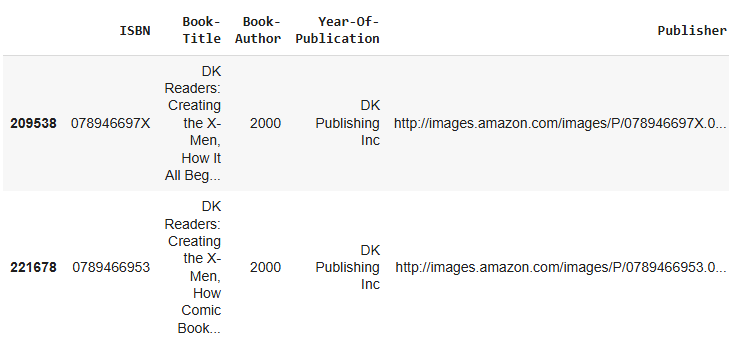 ISBN Book-Title Book-Author Year-Of-Publication Publisher
209538 078946697X DK Readers: Creating the X-Men, How It All Beg... 2000 DK Publishing Inc http://images.amazon.com/images/P/078946697X.0...
221678 0789466953 DK Readers: Creating the X-Men, How Comic Book... 2000 DK Publishing Inc http://images.amazon.com/images/P/0789466953.0...